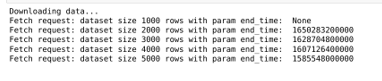 Downloading data...
Fetch request: dataset size 1000 rows with param end_time:  None
Fetch request: dataset size 2000 rows with param end_time:  1650283200000
Fetch request: dataset size 3000 rows with param end_time:  1628704800000
Fetch request: dataset size 4000 rows with param end_time:  1607126400000
Fetch request: dataset size 5000 rows with param end_time:  1585548000000